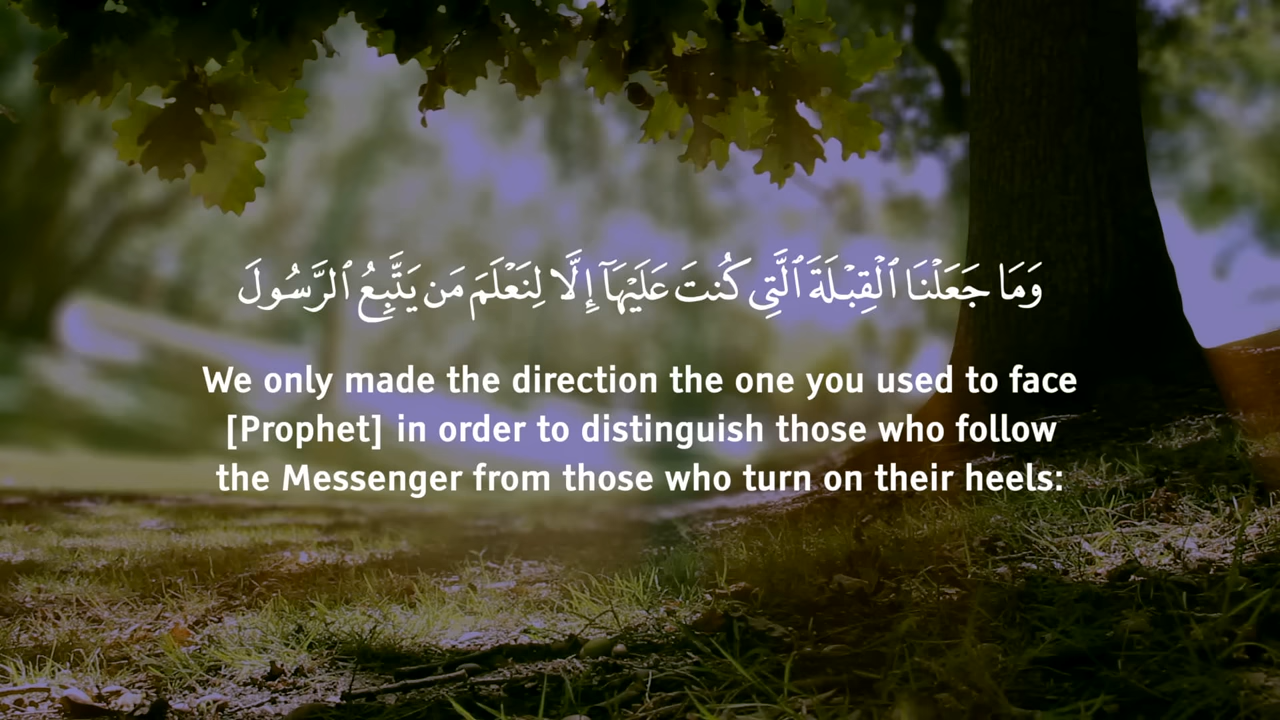 وَمَا جَعَلْنَا ٱلْقِبْلَةَ ٱلَّتِى كُنتَ عَلَيْهَآ إِلَّا لِنَعْلَمَ مَن يَتَّبِعُ ٱلرَّسُولَ
We only made the direction the one you used to face
[Prophet] in order to distinguish those who follow
the Messenger from those who turn on their heels: